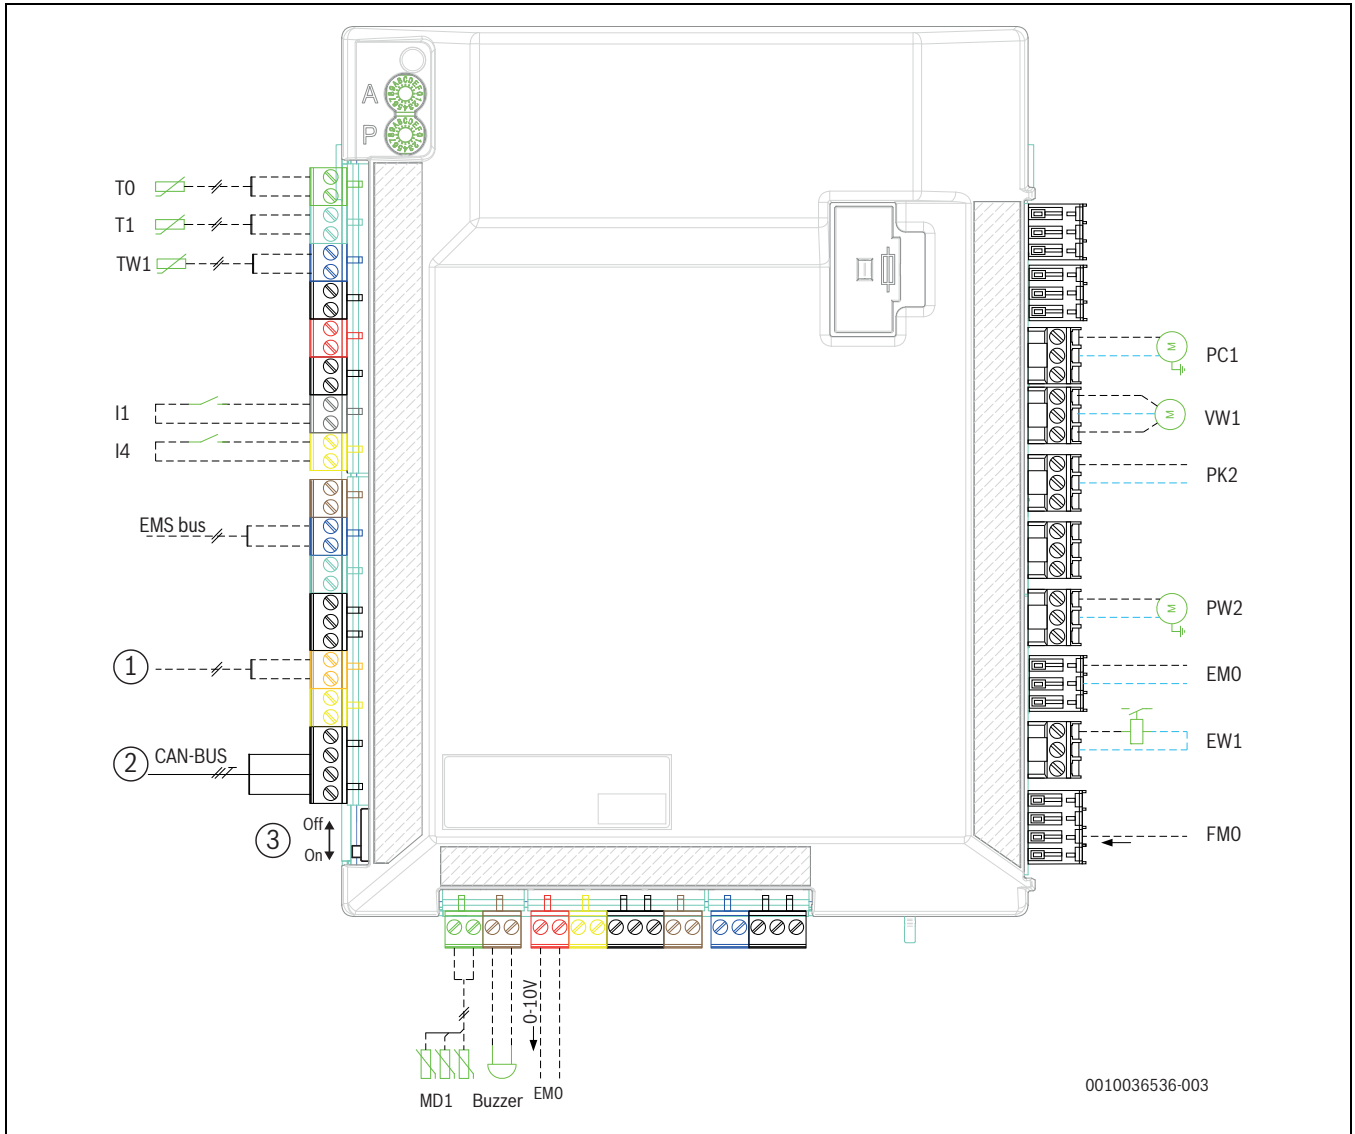 A
P
T0
T1
TW1
I1
I4
EMS bus
1
2 CAN-BUS
3 Off
On
PC1
M
VW1
M
PK2
PW2
M
EM0
EW1
FM0
0-10V
MD1 Buzzer EM0
0010036536-003